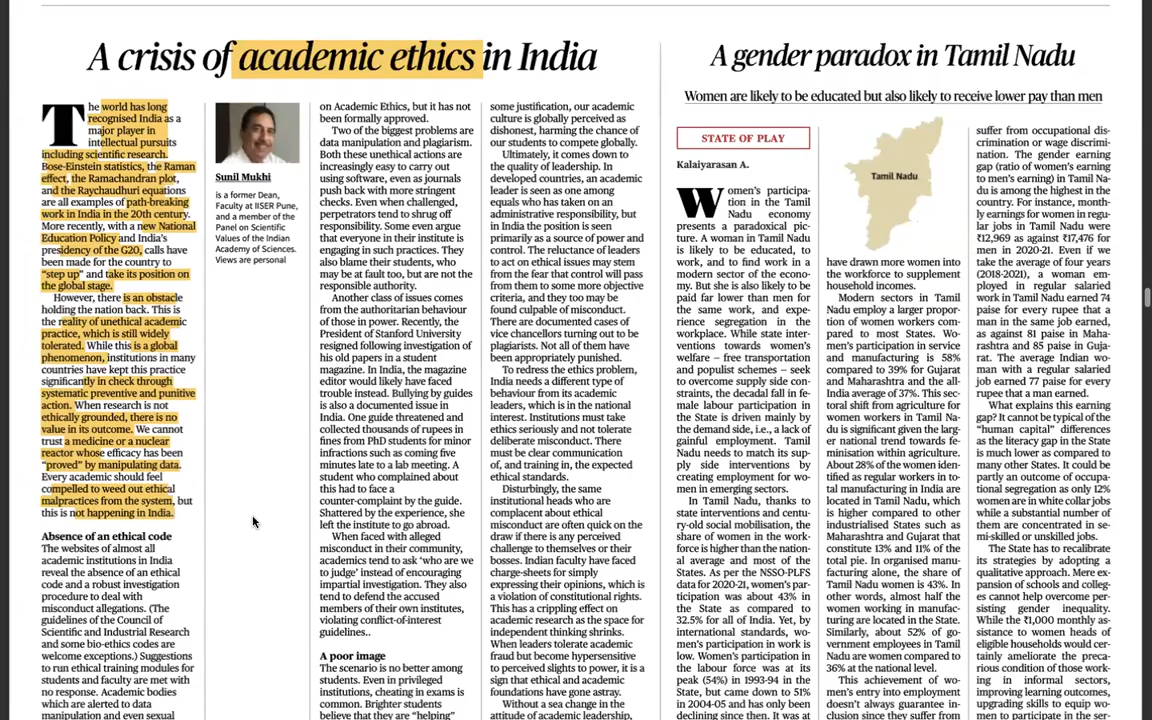 A crisis of academic ethics in India
The world has long
recognised India as a
major player in
intellectual pursuits
including scientific research.
Bose-Einstein statistics, the Raman
effect, the Ramachandran plot,
and the Raychaudhuri equations
are all examples of path-breaking
work in India in the 20th century.
More recently, with a new National
Education Policy and India's
presidency of the G20, calls have
been made for the country to
“step up” and take its position on
the global stage.
However, there is an obstacle
holding the nation back. This is
the reality of unethical academic
practice, which is still widely
tolerated. While this is a global
phenomenon, institutions in many
countries have kept this practice
significantly in check through
systematic preventive and punitive
action. When research is not
ethically grounded, there is no
value in its outcome. We cannot
trust a medicine or a nuclear
reactor whose efficacy has been
“proved” by manipulating data.
Every academic should feel
compelled to weed out ethical
malpractices from the system, but
this is not happening in India.
Absence of an ethical code
The websites of almost all
academic institutions in India
reveal the absence of an ethical
code and a robust investigation
procedure to deal with
misconduct allegations. (The
guidelines of the Council of
Scientific and Industrial Research
and some bio-ethics codes are
welcome exceptions.) Suggestions
to run ethical training modules for
students and faculty are met with
no response. Academic bodies
which are alerted to data
manipulation and even sexual
Sunil Mukhi
is a former Dean,
Faculty at IISER Pune,
and a member of the
Panel on Scientific
Values of the Indian
Academy of Sciences.
Views are personal
on Academic Ethics, but it has not
been formally approved.
Two of the biggest problems are
data manipulation and plagiarism.
Both these unethical actions are
increasingly easy to carry out
using software, even as journals
push back with more stringent
checks. Even when challenged,
perpetrators tend to shrug off
responsibility. Some even argue
that everyone in their institute is
engaging in such practices. They
also blame their students, who
may be at fault too, but are not the
responsible authority.
Another class of issues comes
from the authoritarian behaviour
of those in power. Recently, the
President of Stanford University
resigned following investigation of
his old papers in a student
magazine. In India, the magazine
editor would likely have faced
trouble instead. Bullying by guides
is also a documented issue in
India. One guide threatened and
collected thousands of rupees in
fines from PhD students for minor
infractions such as coming five
minutes late to a lab meeting. A
student who complained about
this had to face a
counter-complaint by the guide.
Shattered by the experience, she
left the institute to go abroad.
When faced with alleged
misconduct in their community,
academics tend to ask ‘who are we
to judge’ instead of encouraging
impartial investigation. They also
tend to defend the accused
members of their own institutes,
violating conflict-of-interest
guidelines..
A poor image
The scenario is no better among
students. Even in privileged
institutions, cheating in exams is
common. Brighter students
believe that they are “helping”
some justification, our academic
culture is globally perceived as
dishonest, harming the chance of
our students to compete globally.
Ultimately, it comes down to
the quality of leadership. In
developed countries, an academic
leader is seen as one among
equals who has taken on an
administrative responsibility, but
in India the position is seen
primarily as a source of power and
control. The reluctance of leaders
to act on ethical issues may stem
from the fear that control will pass
from them to some more objective
criteria, and they too may be
found culpable of misconduct.
There are documented cases of
vice chancellors turning out to be
plagiarists. Not all of them have
been appropriately punished.
To redress the ethics problem,
India needs a different type of
behaviour from its academic
leaders, which is in the national
interest. Institutions must take
ethics seriously and not tolerate
deliberate misconduct. There
must be clear communication
of, and training in, the expected
ethical standards.
Disturbingly, the same
institutional heads who are
complacent about ethical
misconduct are often quick on the
draw if there is any perceived
challenge to themselves or their
bosses. Indian faculty have faced
charge-sheets for simply
expressing their opinions, which is
a violation of constitutional rights.
This has a crippling effect on
academic research as the space for
independent thinking shrinks.
When leaders tolerate academic
fraud but become hypersensitive
to perceived slights to power, it is a
sign that ethical and academic
foundations have gone astray.
Without a sea change in the
attitude of academic leadership,
A gender paradox in Tamil Nadu
Women are likely to be educated but also likely to receive lower pay than men
STATE OF PLAY
Kalaiyarasan A.
Women's participa-
tion in the Tamil
Nadu economy
presents a paradoxical pic-
ture. A woman in Tamil Nadu
is likely to be educated, to
work, and to find work in a
modern sector of the econo-
my. But she is also likely to be
paid far lower than men for
the same work, and expe-
rience segregation in the
workplace. While state inter-
ventions towards women's
welfare – free transportation
and populist schemes – seek
to overcome supply side con-
straints, the decadal fall in fe-
male labour participation in
the State is driven mainly by
the demand side, i.e., a lack of
gainful employment. Tamil
Nadu needs to match its sup-
ply side interventions by
creating employment for wo-
men in emerging sectors.
In Tamil Nadu, thanks to
state interventions and centu-
ry-old social mobilisation, the
share of women in the work-
force is higher than the nation-
al average and most of the
States. As per the NSSO-PLFS
data for 2020-21, women's par-
ticipation was about 43% in
the State as compared to
32.5% for all of India. Yet, by
international standards, wo-
men's participation in work is
low. Women's participation in
the labour force was at its
peak (54%) in 1993-94 in the
State, but came down to 51%
in 2004-05 and has only been
declining since then. It was at
Tamil Nadu
have drawn more women into
the workforce to supplement
household incomes.
Modern sectors in Tamil
Nadu employ a larger propor-
tion of women workers com-
pared to most States. Wo-
men's participation in service
and manufacturing is 58%
compared to 39% for Gujarat
and Maharashtra and the all-
India average of 37%. This sec-
toral shift from agriculture for
women workers in Tamil Na-
du is significant given the larg-
er national trend towards fe-
minisation within agriculture.
About 28% of the women iden-
tified as regular workers in to-
tal manufacturing in India are
located in Tamil Nadu, which
is higher compared to other
industrialised States such as
Maharashtra and Gujarat that
constitute 13% and 11% of the
total pie. In organised manu-
facturing alone, the share of
Tamil Nadu women is 43%. In
other words, almost half the
women working in manufac-
turing are located in the State.
Similarly, about 52% of go-
vernment employees in Tamil
Nadu are women compared to
36% at the national level.
This achievement of wo-
men's entry into employment
doesn't always guarantee in-
clusion since they suffer from
suffer from occupational dis-
crimination or wage discrimi-
nation. The gender earning
gap (ratio of women's earning
to men's earning) in Tamil Na-
du is among the highest in the
country. For instance, month-
ly earnings for women in regu-
lar jobs in Tamil Nadu were
₹12,969 as against ₹17,476 for
men in 2020-21. Even if we
take the average of four years
(2018-2021), a woman em-
ployed in regular salaried
work in Tamil Nadu earned 74
paise for every rupee that a
man in the same job earned,
as against 81 paise in Maha-
rashtra and 85 paise in Guja-
rat. The average Indian wo-
man with a regular salaried
job earned 77 paise for every
rupee that a man earned.
What explains this earning
gap? It cannot be typical of the
“human capital” differences
as the literacy gap in the State
is much lower as compared to
many other States. It could be
partly an outcome of occupa-
tional segregation as only 12%
women are in white collar jobs
while a substantial number of
them are concentrated in se-
mi-skilled or unskilled jobs.
The State has to recalibrate
its strategies by adopting a
qualitative approach. Mere ex-
pansion of schools and colleg-
es cannot help overcome per-
sisting gender inequality.
While the ₹1,000 monthly as-
sistance to women heads of
eligible households would cer-
tainly ameliorate the preca-
rious condition of those work-
ing in informal sectors,
improving learning outcomes,
upgrading skills to enable wo-
men to participate in the ser-